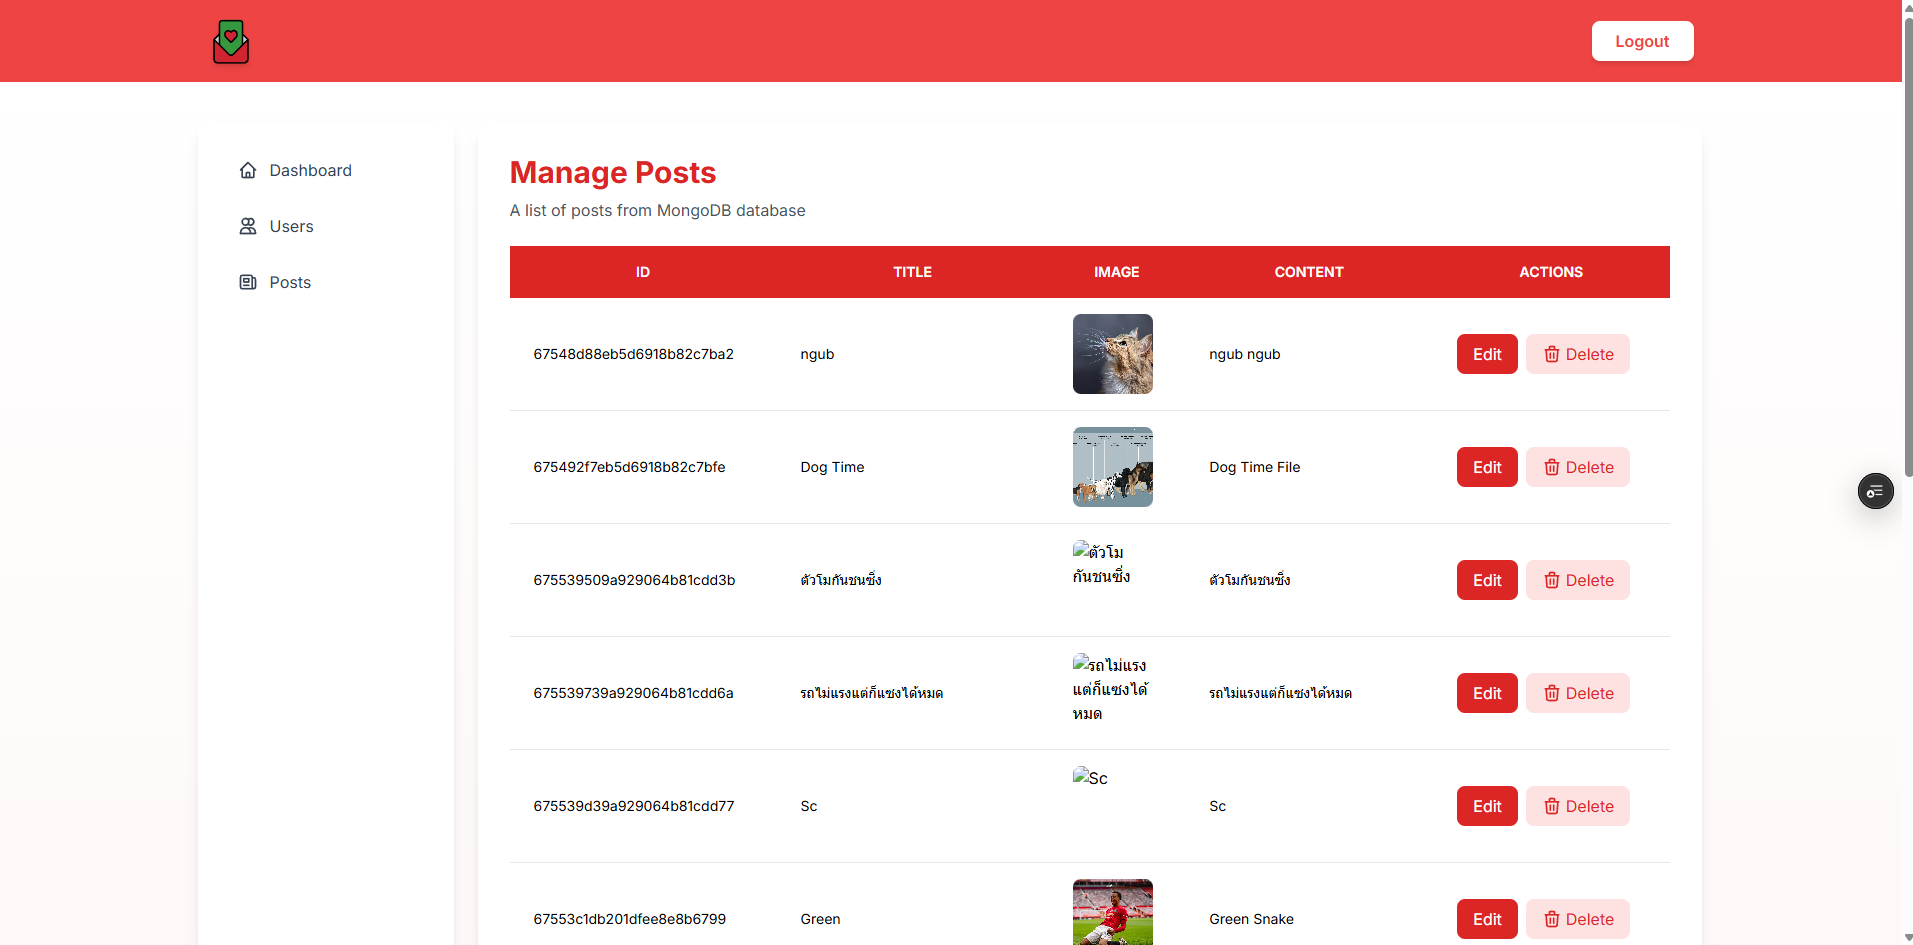 Logout
Dashboard
Users
Posts
Manage Posts
A list of posts from MongoDB database
ID TITLE IMAGE CONTENT ACTIONS
67548d88eb5d6918b82c7ba2 ngub ngub ngub Edit Delete
675492f7eb5d6918b82c7bfe Dog Time Dog Time File Edit Delete
ตัวโม
กันชนซิ่ง
675539509a929064b81cdd3b ตัวโมกันชนซิ่ง ตัวโมกันชนซิ่ง Edit Delete
รถไม่แรง
แต่ก็แซงได้
หมด
675539739a929064b81cdd6a รถไม่แรงแต่ก็แซงได้หมด รถไม่แรงแต่ก็แซงได้หมด Edit Delete
Sc
675539d39a929064b81cdd77 Sc Sc Edit Delete
67553c1db201dfee8e8b6799 Green Green Snake Edit Delete